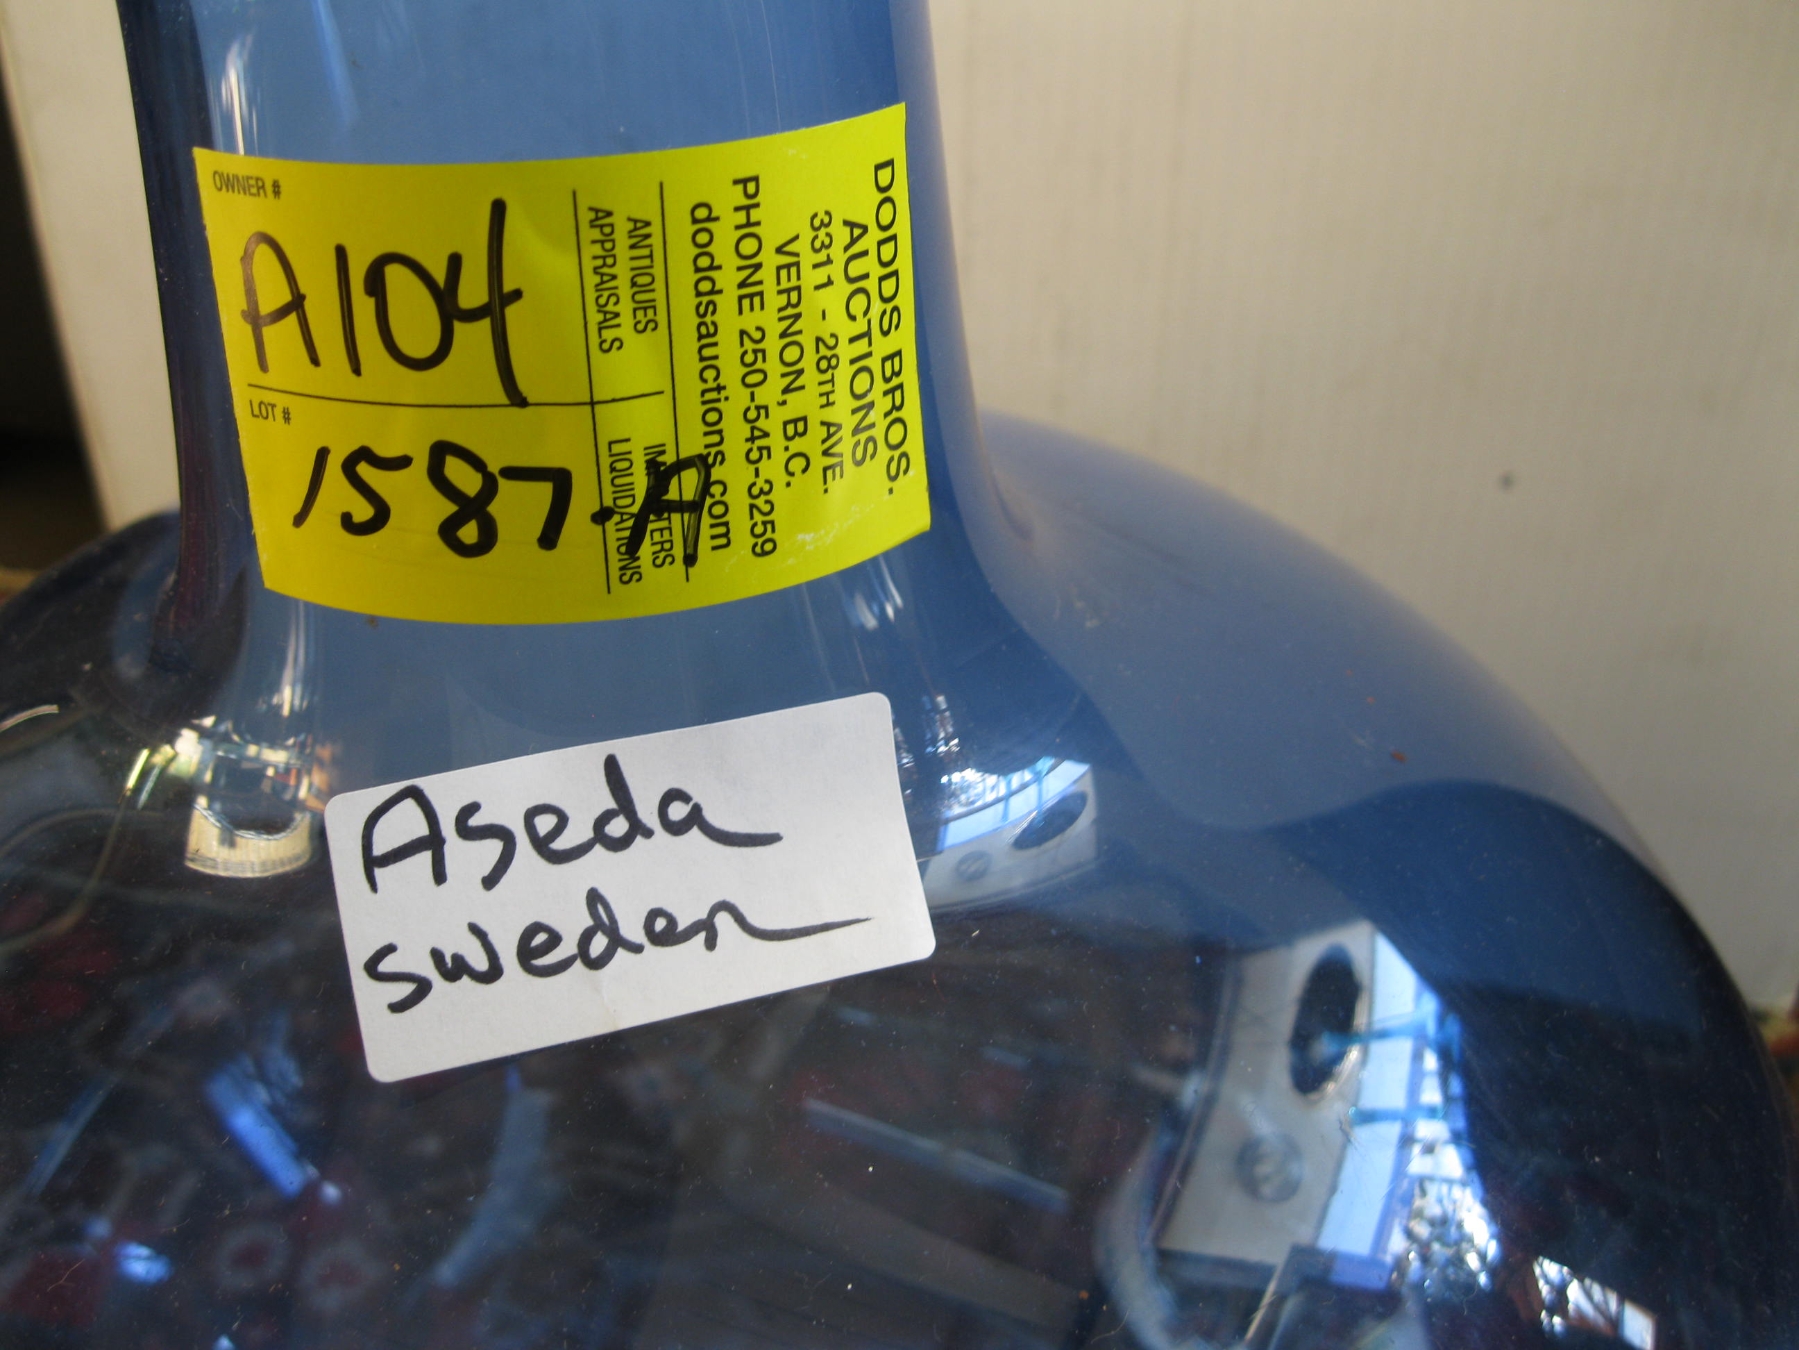 OWNER #
A104
LOT #
1587.A
ANTIQUES
APPRAISALS
IMPORTERS
LIQUIDATIONS
DODDS BROS.
AUCTIONS
3311 - 28TH AVE.
VERNON, B.C.
PHONE 250-545-3259
doddsauctions.com
Aseda
sweden